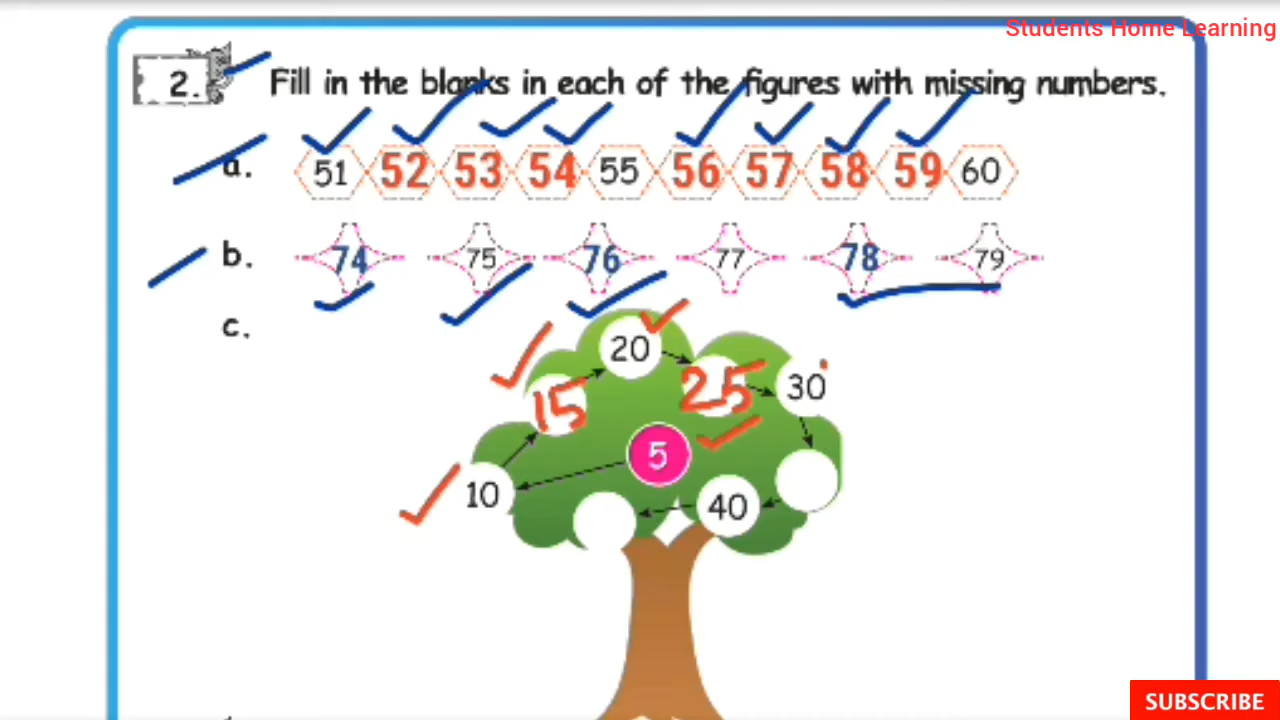 Students Home Learning
2. Fill in the blanks in each of the figures with missing numbers.
a. 51 52 53 54 55 56 57 58 59 60
b. 74 75 76 77 78 79
c.
20
15 25 30
5
10 40
SUBSCRIBE